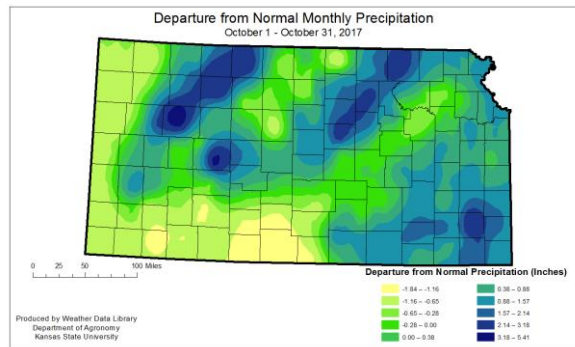 Departure from Normal Monthly Precipitation
October 1 - October 31, 2017
0 25 50 100 Miles
Departure from Normal Precipitation (Inches)
-1.84 - -1.16
-1.16 - -0.65
-0.65 - -0.28
-0.28 - 0.00
0.00 - 0.38
0.38 - 0.88
0.88 - 1.57
1.57 - 2.14
2.14 - 3.18
3.18 - 5.41
Produced by Weather Data Library
Department of Agronomy
Kansas State University